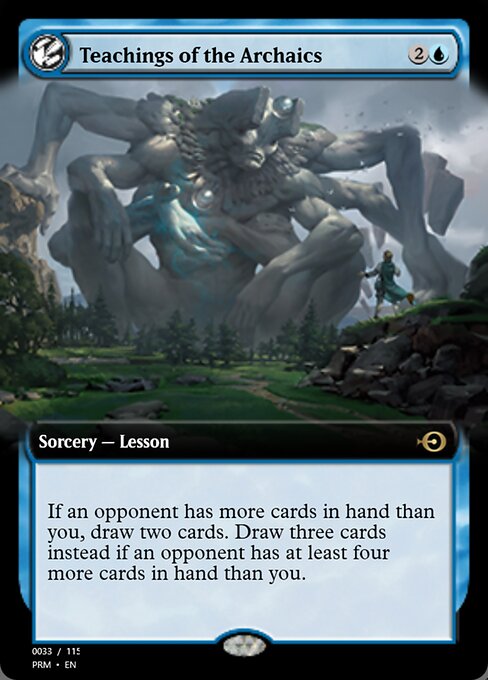 Teachings of the Archaics 2
Sorcery — Lesson
If an opponent has more cards in hand than
you, draw two cards. Draw three cards
instead if an opponent has at least four
more cards in hand than you.
0033 / 115
PRM • EN